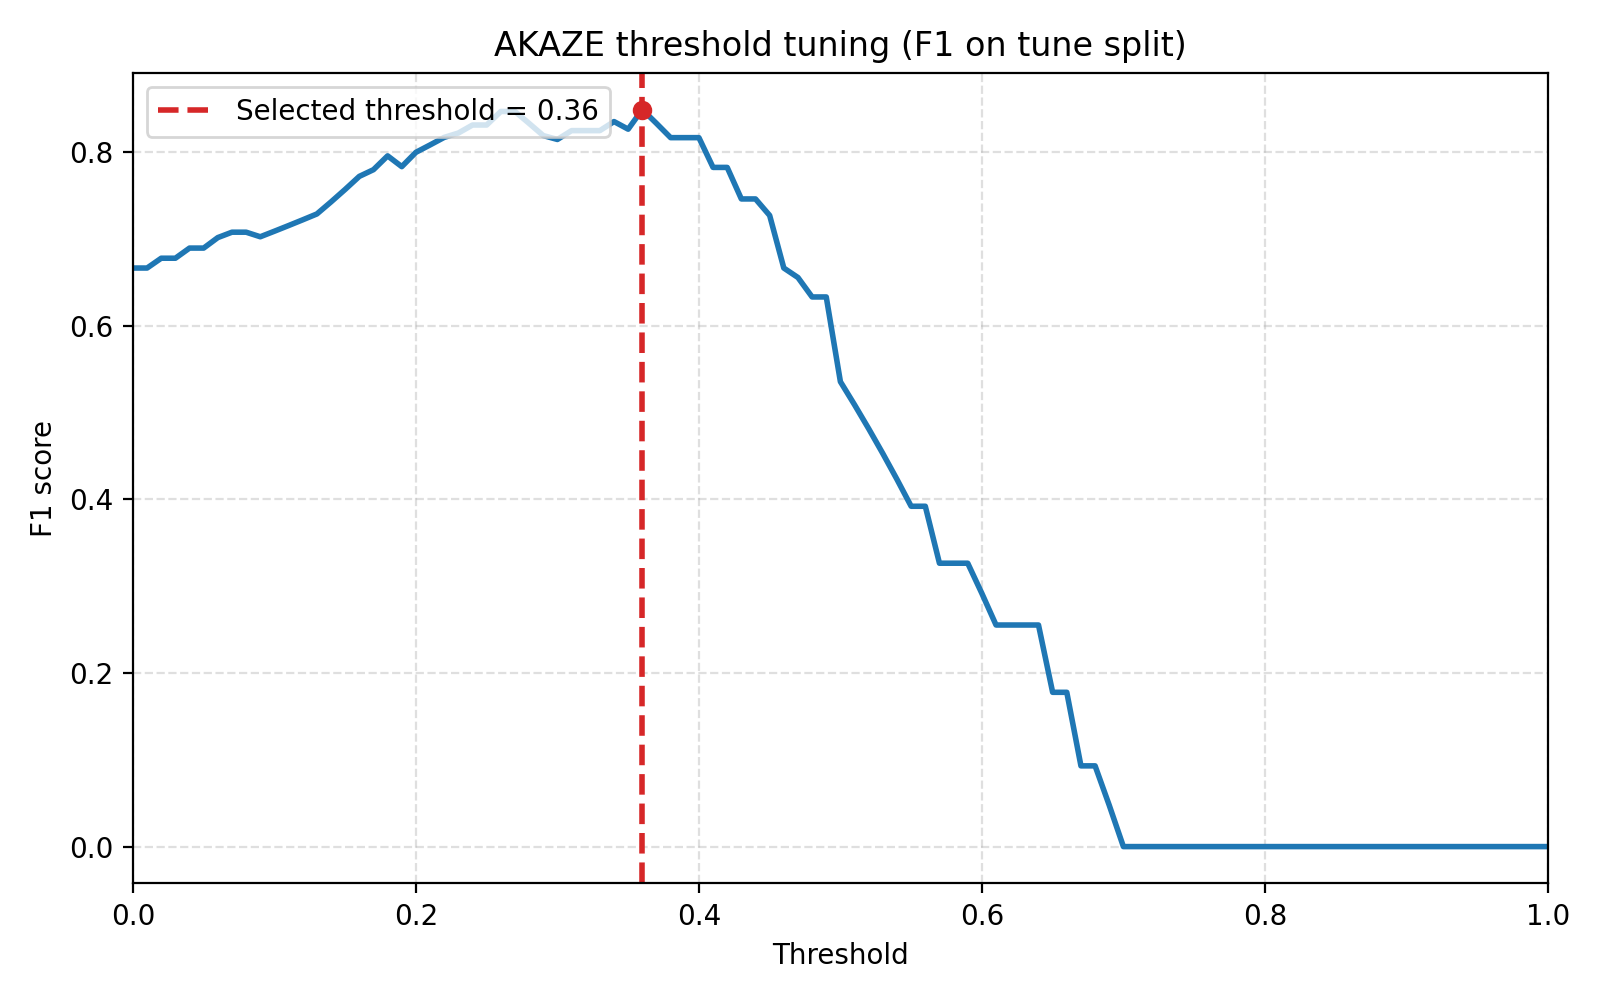 AKAZE threshold tuning (F1 on tune split)
Selected threshold = 0.36
F1 score
0.8
0.6
0.4
0.2
0.0
0.0 0.2 0.4 0.6 0.8 1.0
Threshold